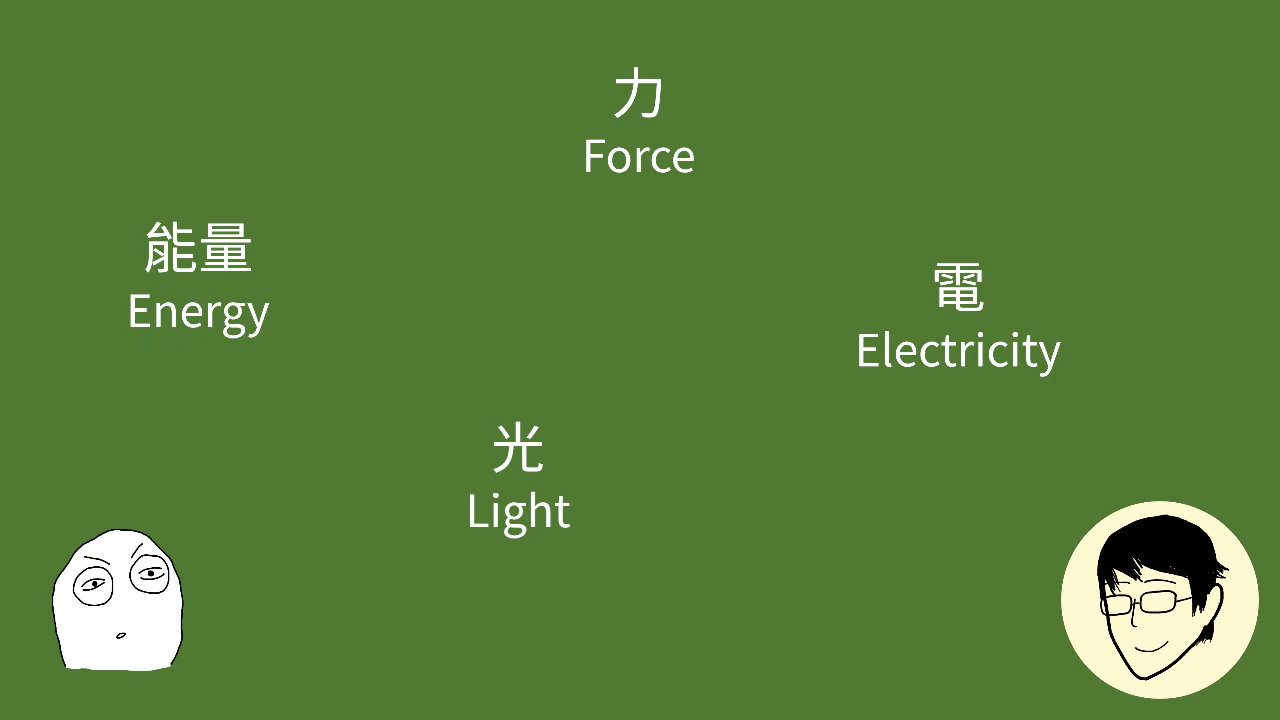 力
Force
能量
Energy
電
Electricity
光
Light